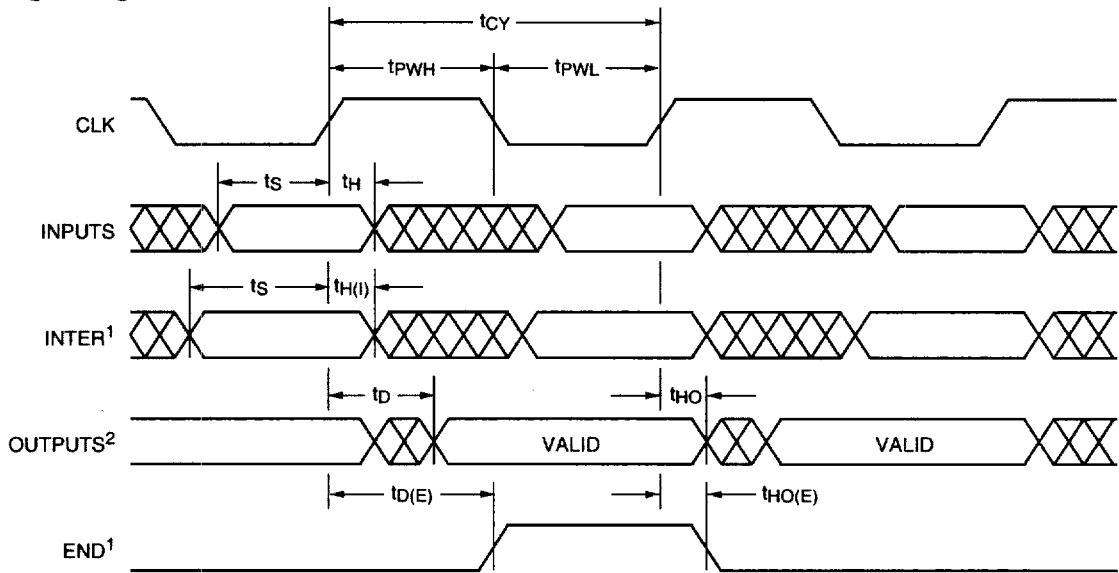 tCY
tPWH tPWL
CLK
tS tH
INPUTS
tS tH(I)
INTER1
tD tHO
OUTPUTS2 VALID VALID
tD(E) tHO(E)
END1